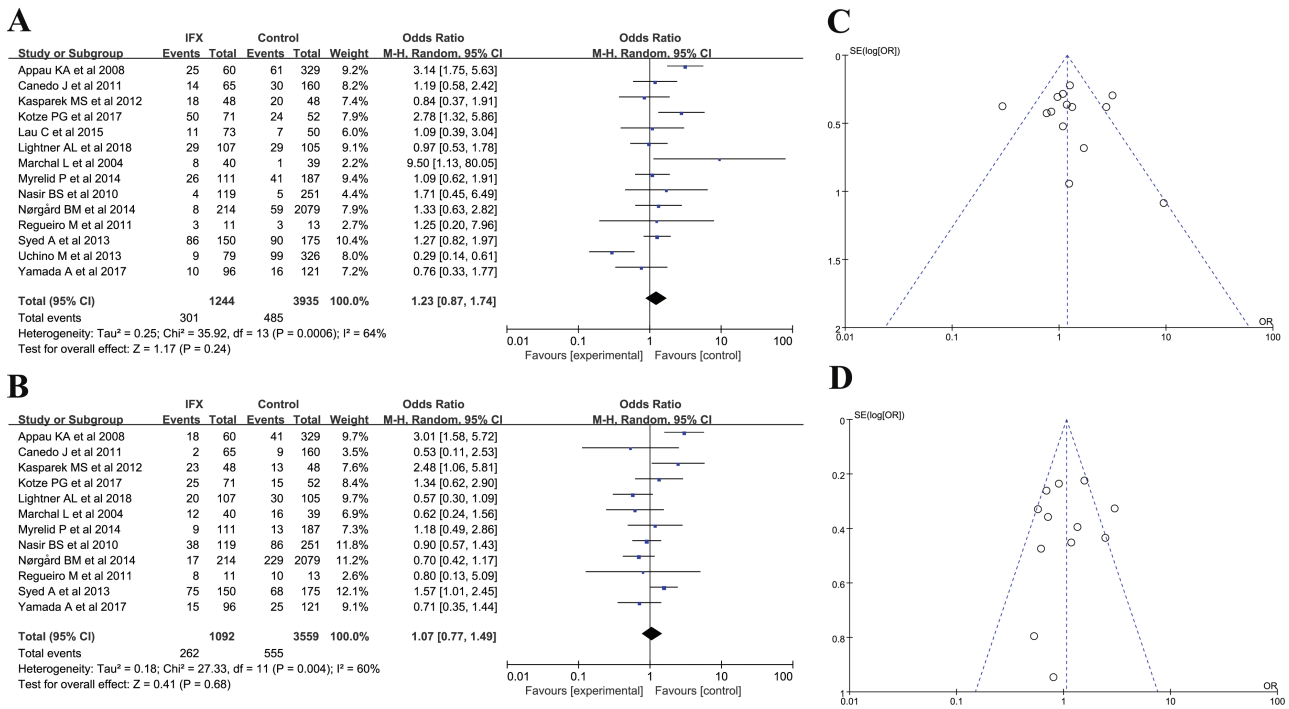 A
IFX Control Odds Ratio Odds Ratio
Study or Subgroup Events Total Events Total Weight M-H, Random, 95% CI M-H, Random, 95% CI
Appau KA et al 2008 25 60 61 329 9.2% 3.14 [1.75, 5.63]
Canedo J et al 2011 14 65 30 160 8.1% 1.19 [0.58, 2.42]
Kasparek MS et al 2012 18 48 20 48 7.4% 0.84 [0.37, 1.91]
Kotze PG et al 2017 50 71 24 52 7.9% 2.78 [1.32, 5.86]
Lau C et al 2015 11 73 7 50 6.0% 1.09 [0.39, 3.04]
Lightner AL et al 2018 29 107 29 105 9.1% 0.97 [0.53, 1.78]
Marchal L et al 2004 8 40 1 39 2.2% 9.50 [1.13, 80.05]
Myrelid P et al 2014 26 111 41 187 9.4% 1.09 [0.62, 1.91]
Nasir BS et al 2010 4 119 5 251 4.4% 1.71 [0.45, 6.49]
Nørgård BM et al 2014 8 214 59 2079 7.9% 1.33 [0.63, 2.82]
Regueiro M et al 2011 3 11 3 13 2.7% 1.25 [0.20, 7.96]
Syed A et al 2013 86 150 90 175 10.4% 1.27 [0.82, 1.97]
Uchino M et al 2013 9 79 99 326 8.0% 0.29 [0.14, 0.61]
Yamada A et al 2017 10 96 16 121 7.2% 0.76 [0.33, 1.77]
Total (95% CI) 1244 3935 100.0% 1.23 [0.87, 1.74]
Total events 301 485
Heterogeneity: Tau² = 0.25; Chi² = 35.92, df = 13 (P = 0.0006); I² = 64%
Test for overall effect: Z = 1.17 (P = 0.24)
0.01 0.1 1 10 100
Favours [experimental] Favours [control]
C
SE(log[OR])
0
0.5
1
1.5
2
OR
0.01 0.1 1 10 100
B
IFX Control Odds Ratio Odds Ratio
Study or Subgroup Events Total Events Total Weight M-H, Random, 95% CI M-H, Random, 95% CI
Appau KA et al 2008 18 60 41 329 9.7% 3.01 [1.58, 5.72]
Canedo J et al 2011 2 65 9 160 3.5% 0.53 [0.11, 2.53]
Kasparek MS et al 2012 23 48 13 48 7.6% 2.48 [1.06, 5.81]
Kotze PG et al 2017 25 71 15 52 8.4% 1.34 [0.62, 2.90]
Lightner AL et al 2018 20 107 30 105 9.7% 0.57 [0.30, 1.09]
Marchal L et al 2004 12 40 16 39 6.9% 0.62 [0.24, 1.56]
Myrelid P et al 2014 9 111 13 187 7.3% 1.18 [0.49, 2.86]
Nasir BS et al 2010 38 119 86 251 11.8% 0.90 [0.57, 1.43]
Nørgård BM et al 2014 17 214 229 2079 11.2% 0.70 [0.42, 1.17]
Regueiro M et al 2011 8 11 10 13 2.6% 0.80 [0.13, 5.09]
Syed A et al 2013 75 150 68 175 12.1% 1.57 [1.01, 2.45]
Yamada A et al 2017 15 96 25 121 9.1% 0.71 [0.35, 1.44]
Total (95% CI) 1092 3559 100.0% 1.07 [0.77, 1.49]
Total events 262 555
Heterogeneity: Tau² = 0.18; Chi² = 27.33, df = 11 (P = 0.004); I² = 60%
Test for overall effect: Z = 0.41 (P = 0.68)
0.01 0.1 1 10 100
Favours [experimental] Favours [control]
D
SE(log[OR])
0
0.2
0.4
0.6
0.8
1
OR
0.01 0.1 1 10 100